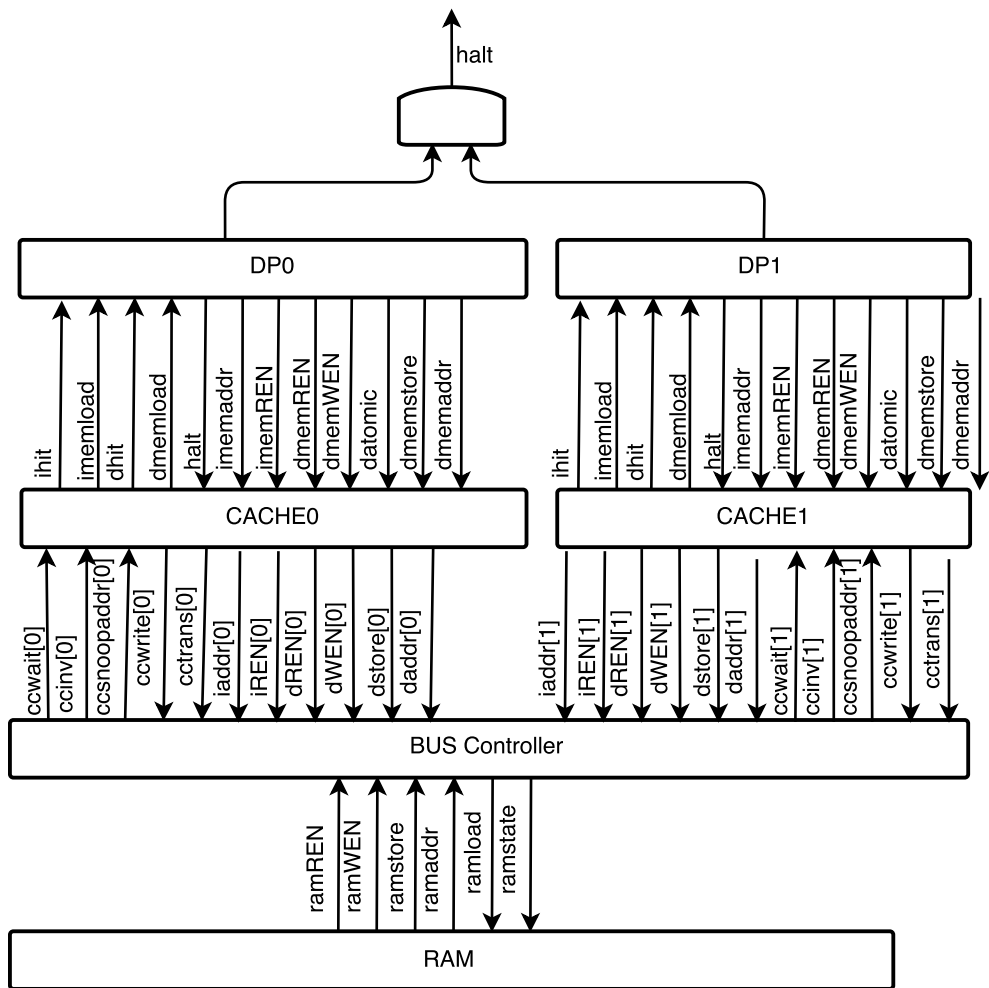 halt
DP0
DP1
ihit
imemload
dhit
dmemload
halt
imemaddr
imemREN
dmemREN
dmemWEN
datomic
dmemstore
dmemaddr
ihit
imemload
dhit
dmemload
halt
imemaddr
imemREN
dmemREN
dmemWEN
datomic
dmemstore
dmemaddr
CACHE0
CACHE1
ccwait[0]
ccinv[0]
ccsnoopaddr[0]
ccwrite[0]
cctrans[0]
iaddr[0]
iREN[0]
dREN[0]
dWEN[0]
dstore[0]
daddr[0]
iaddr[1]
iREN[1]
dREN[1]
dWEN[1]
dstore[1]
daddr[1]
ccwait[1]
ccinv[1]
ccsnoopaddr[1]
ccwrite[1]
cctrans[1]
BUS Controller
ramREN
ramWEN
ramstore
ramaddr
ramload
ramstate
RAM